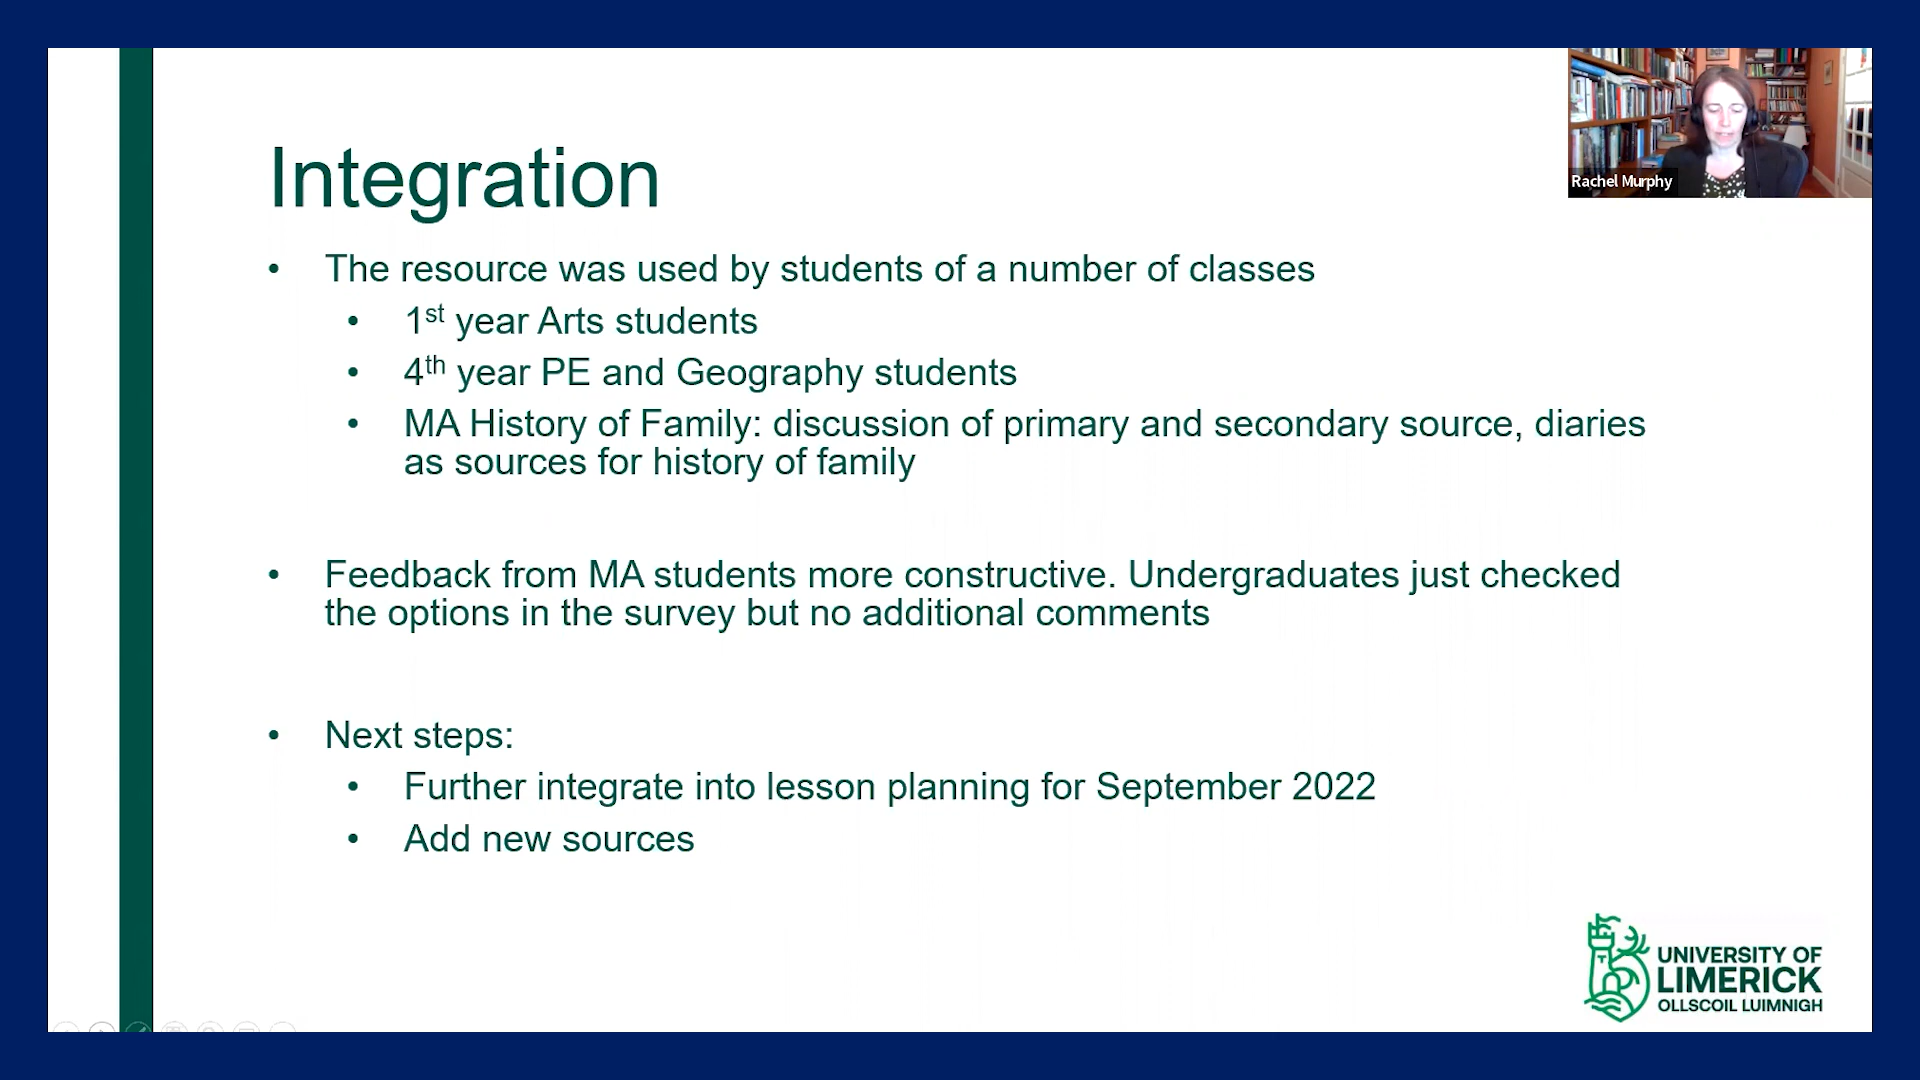 Integration
• The resource was used by students of a number of classes
• 1st year Arts students
• 4th year PE and Geography students
• MA History of Family: discussion of primary and secondary source, diaries
as sources for history of family
• Feedback from MA students more constructive. Undergraduates just checked
the options in the survey but no additional comments
• Next steps:
• Further integrate into lesson planning for September 2022
• Add new sources
Rachel Murphy
UNIVERSITY OF
LIMERICK
OLLSCOIL LUIMNIGH